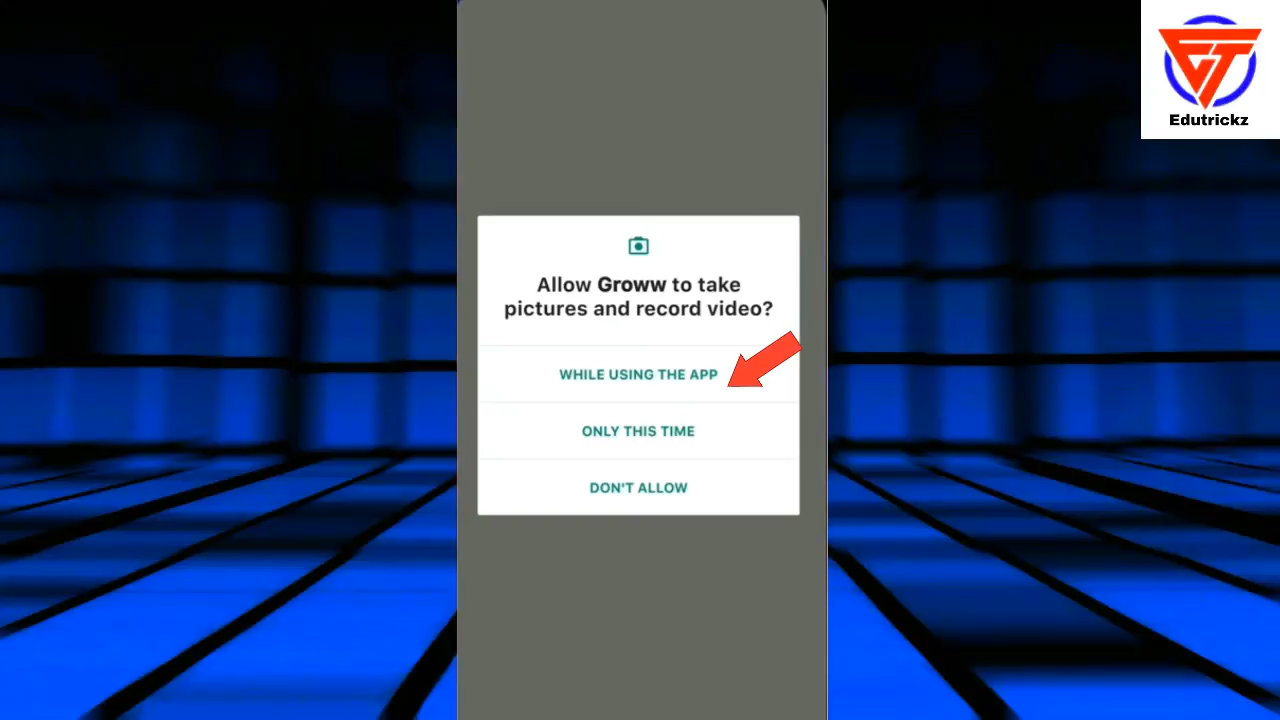 Edutrickz
Allow Groww to take
pictures and record video?
WHILE USING THE APP
ONLY THIS TIME
DON'T ALLOW